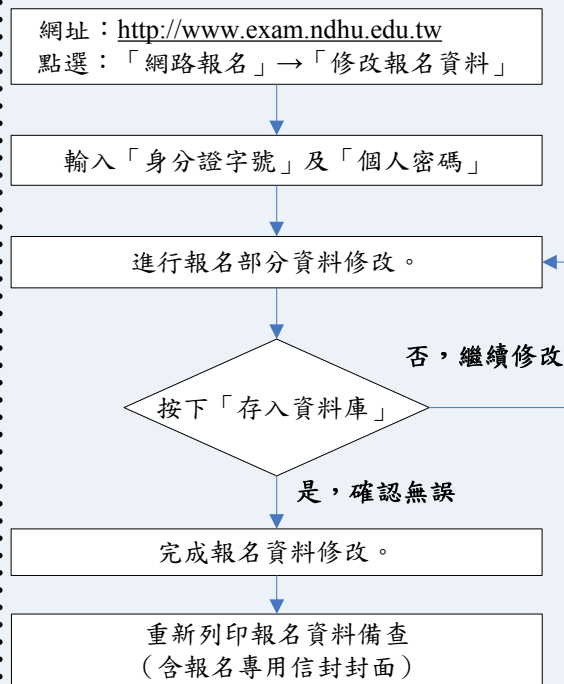 網址：http://www.exam.ndhu.edu.tw
點選：「網路報名」→「修改報名資料」
輸入「身分證字號」及「個人密碼」
進行報名部分資料修改。
否，繼續修改
按下「存入資料庫」
是，確認無誤
完成報名資料修改。
重新列印報名資料備查
（含報名專用信封封面）